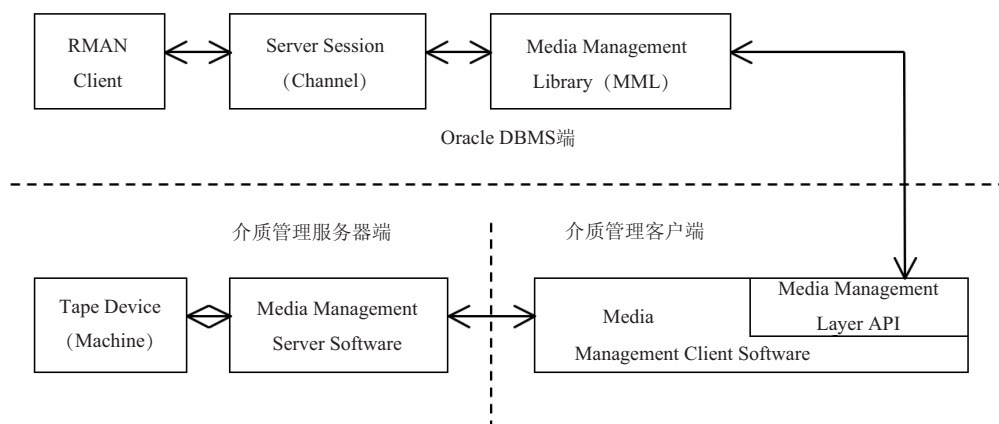 RMAN
Client
Server Session
（Channel）
Media Management
Library（MML）
Oracle DBMS端
介质管理服务器端
介质管理客户端
Tape Device
（Machine）
Media Management
Server Software
Media
Management Client Software
Media Management
Layer API